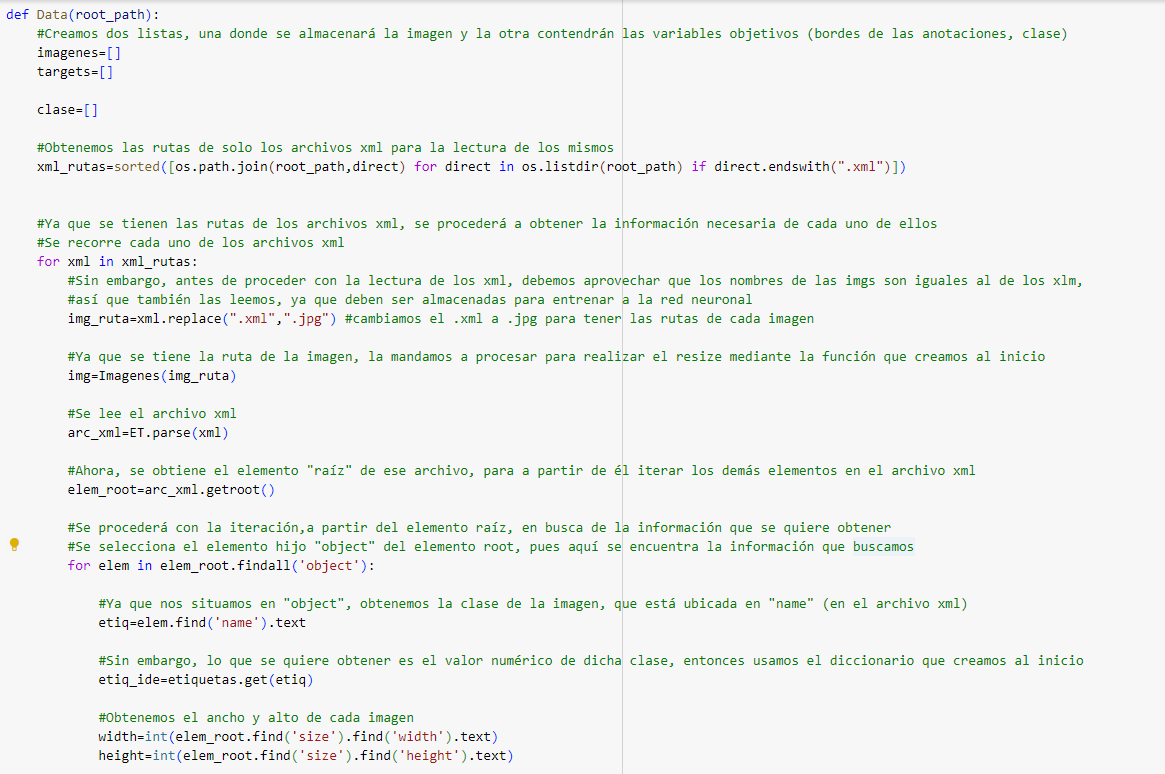 def Data(root_path):
#Creamos dos listas, una donde se almacenará la imagen y la otra contendrán las variables objetivos (bordes de las anotaciones, clase)
imagenes=[]
targets=[]
clase=[]
#Obtenemos las rutas de solo los archivos xml para la lectura de los mismos
xml_rutas=sorted([os.path.join(root_path,direct) for direct in os.listdir(root_path) if direct.endswith(".xml")])
#Ya que se tienen las rutas de los archivos xml, se procederá a obtener la información necesaria de cada uno de ellos
#Se recorre cada uno de los archivos xml
for xml in xml_rutas:
#Sin embargo, antes de proceder con la lectura de los xml, debemos aprovechar que los nombres de las imgs son iguales al de los xlm,
#así que también las leemos, ya que deben ser almacenadas para entrenar a la red neuronal
img_ruta=xml.replace(".xml",".jpg") #cambiamos el .xml a .jpg para tener las rutas de cada imagen
#Ya que se tiene la ruta de la imagen, la mandamos a procesar para realizar el resize mediante la función que creamos al inicio
img=Imagenes(img_ruta)
#Se lee el archivo xml
arc_xml=ET.parse(xml)
#Ahora, se obtiene el elemento "raíz" de ese archivo, para a partir de él iterar los demás elementos en el archivo xml
elem_root=arc_xml.getroot()
#Se procederá con la iteración,a partir del elemento raíz, en busca de la información que se quiere obtener
#Se selecciona el elemento hijo "object" del elemento root, pues aquí se encuentra la información que buscamos
for elem in elem_root.findall('object'):
#Ya que nos situamos en "object", obtenemos la clase de la imagen, que está ubicada en "name" (en el archivo xml)
etiq=elem.find('name').text
#Sin embargo, lo que se quiere obtener es el valor numérico de dicha clase, entonces usamos el diccionario que creamos al inicio
etiq_ide=etiquetas.get(etiq)
#Obtenemos el ancho y alto de cada imagen
width=int(elem_root.find('size').find('width').text)
height=int(elem_root.find('size').find('height').text)